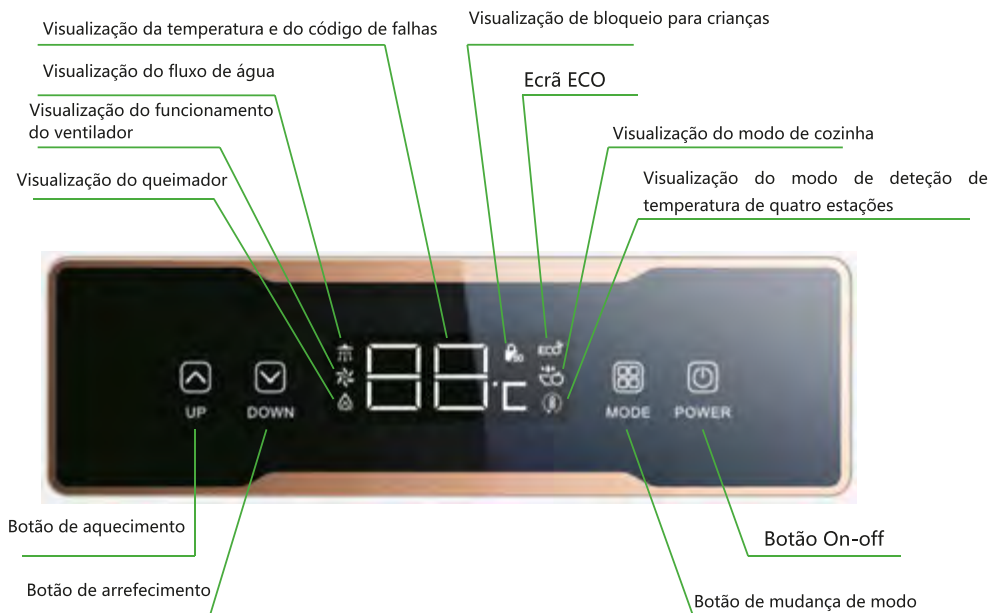 Visualização da temperatura e do código de falhas
Visualização de bloqueio para crianças
Visualização do fluxo de água
Ecrã ECO
Visualização do funcionamento
do ventilador
Visualização do modo de cozinha
Visualização do queimador
Visualização do modo de deteção de
temperatura de quatro estações
ECO
88
°C
UP
DOWN
MODE
POWER
Botão de aquecimento
Botão On-off
Botão de arrefecimento
Botão de mudança de modo